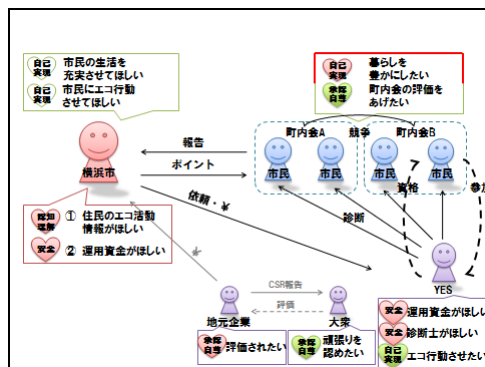 自己
実現
市民の生活を
充実させてほしい
自己
実現
市民にエコ行動
させてほしい
自己
実現
暮らしを
豊かにしたい
承認
自尊
町内会の評価を
あげたい
町内会A
競争
町内会B
報告
ポイント
横浜市
市民
市民
市民
市民
資格
参加
依頼・¥
診断
認知
理解
① 住民のエコ活動
情報がほしい
安全
② 運用資金がほしい
¥
CSR報告
評価
地元企業
大衆
YES
承認
自尊
評価されたい
承認
自尊
頑張りを
認めたい
安全
運用資金がほしい
安全
診断士がほしい
自己
実現
エコ行動させたい